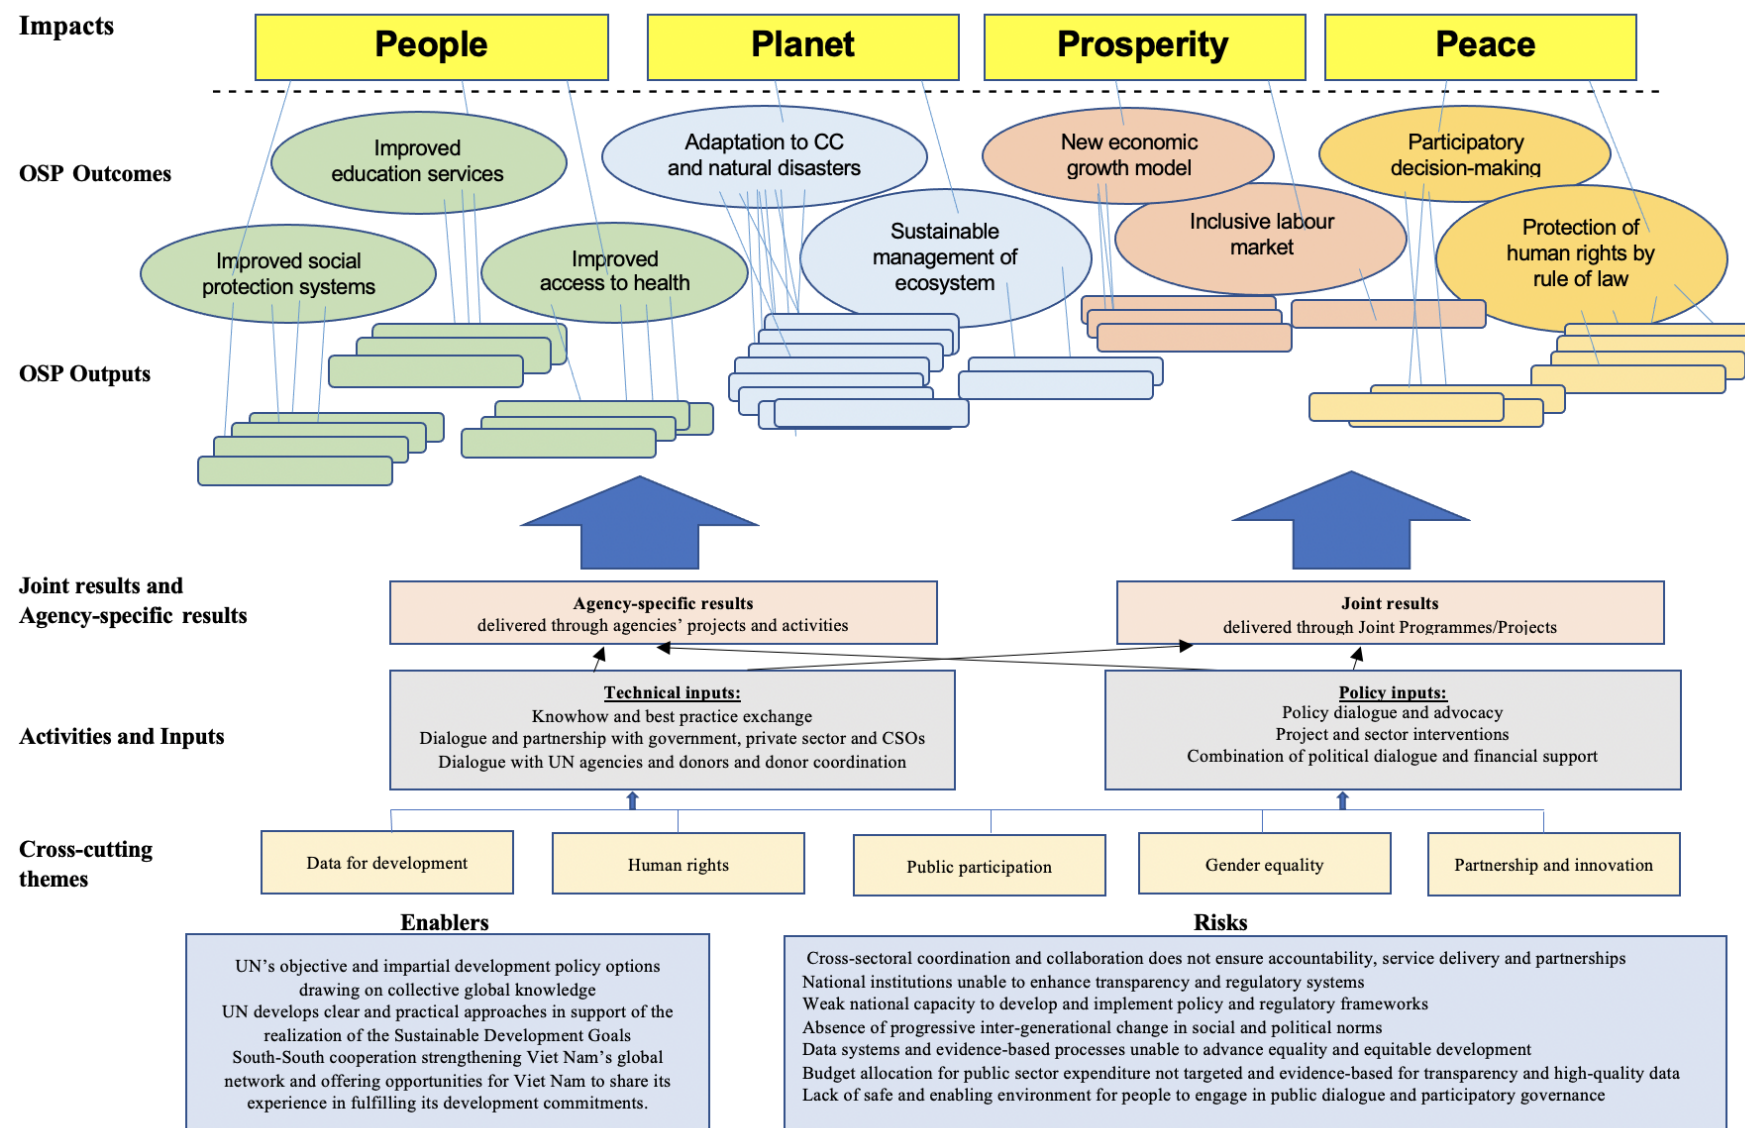 Impacts
People
Planet
Prosperity
Peace
OSP Outcomes
Improved
education services
Adaptation to CC
and natural disasters
New economic
growth model
Participatory
decision-making
Improved social
protection systems
Improved
access to health
Sustainable
management of
ecosystem
Inclusive labour
market
Protection of
human rights by
rule of law
OSP Outputs
Joint results and
Agency-specific results
Agency-specific results
delivered through agencies’ projects and activities
Joint results
delivered through Joint Programmes/Projects
Activities and Inputs
Technical inputs:
Knowhow and best practice exchange
Dialogue and partnership with government, private sector and CSOs
Dialogue with UN agencies and donors and donor coordination
Policy inputs:
Policy dialogue and advocacy
Project and sector interventions
Combination of political dialogue and financial support
Cross-cutting
themes
Data for development
Human rights
Public participation
Gender equality
Partnership and innovation
Enablers
UN’s objective and impartial development policy options
drawing on collective global knowledge
UN develops clear and practical approaches in support of the
realization of the Sustainable Development Goals
South-South cooperation strengthening Viet Nam’s global
network and offering opportunities for Viet Nam to share its
experience in fulfilling its development commitments.
Risks
Cross-sectoral coordination and collaboration does not ensure accountability, service delivery and partnerships
National institutions unable to enhance transparency and regulatory systems
Weak national capacity to develop and implement policy and regulatory frameworks
Absence of progressive inter-generational change in social and political norms
Data systems and evidence-based processes unable to advance equality and equitable development
Budget allocation for public sector expenditure not targeted and evidence-based for transparency and high-quality data
Lack of safe and enabling environment for people to engage in public dialogue and participatory governance